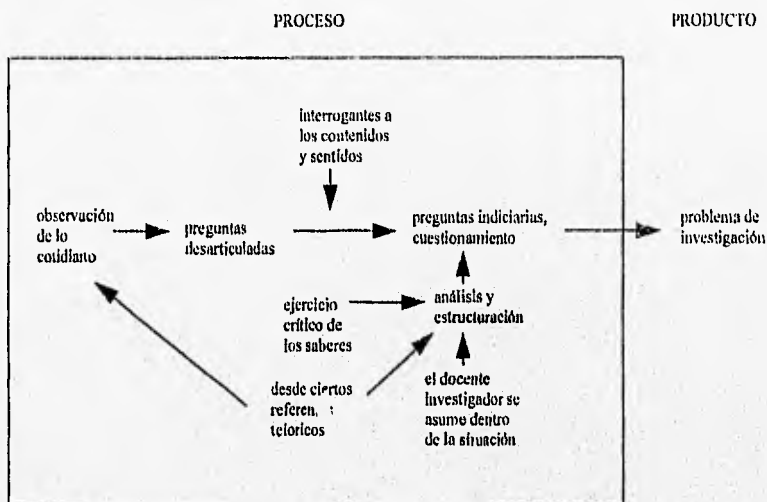 PROCESO
PRODUCTO
interrogantes a
los contenidos
y sentidos
observación
de lo
cotidiano
preguntas
desarticuladas
preguntas indiciarias,
cuestionamiento
problema de
investigación
ejercicio
crítico de
los saberes
análisis y
estructuración
desde ciertos
teloricos
el docente
investigador se
asume dentro
de la situación